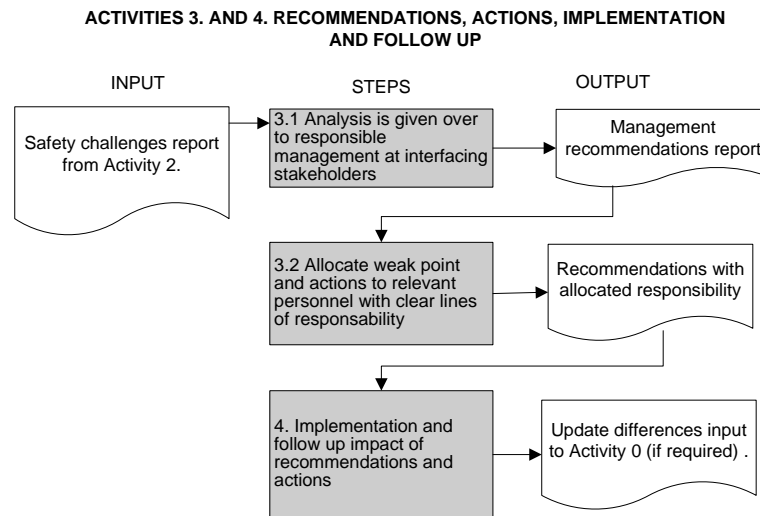 ACTIVITIES 3. AND 4. RECOMMENDATIONS, ACTIONS, IMPLEMENTATION
AND FOLLOW UP
INPUT
STEPS
OUTPUT
Safety challenges report
from Activity 2.
3.1 Analysis is given over
to responsible
management at interfacing
stakeholders
Management
recommendations report
3.2 Allocate weak point
and actions to relevant
personnel with clear lines
of responsability
Recommendations with
allocated responsibility
4. Implementation and
follow up impact of
recommendations and
actions
Update differences input
to Activity 0 (if required) .